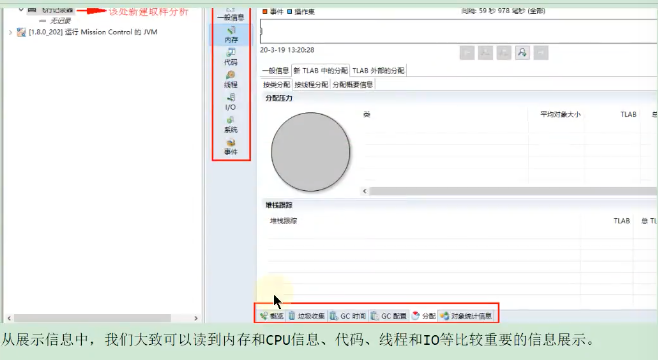 该处新建取样分析
无记录
[1.8.0_202] 运行 Mission Control 的 JVM
一般信息
内存
代码
线程
I/O
系统
事件
事件 操作集
间隔: 59 秒 978 毫秒 (全部)
20-3-19 13:20:28
一般信息 新 TLAB 中的分配 TLAB 外部的分配
按类分配 按线程分配 分配概要信息
分配压力
类 平均对象大小 TLAB
堆栈跟踪
堆栈跟踪 TLAB 总 T
概览 垃圾收集 GC 时间 GC 配置 分配 对象统计信息
从展示信息中，我们大致可以读到内存和CPU信息、代码、线程和IO等比较重要的信息展示。